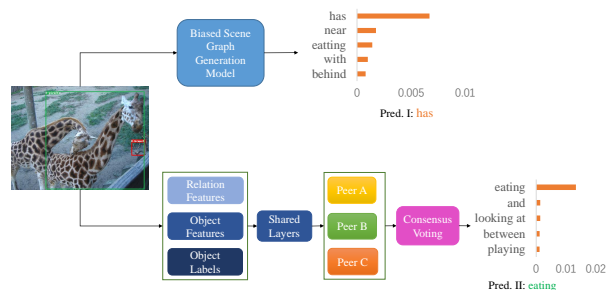 Biased Scene
Graph
Generation
Model
has
near
eatting
with
behind
0
0.005
0.01
Pred. I: has
Relation
Features
Object
Features
Object
Labels
Shared
Layers
Peer A
Peer B
Peer C
Consensus
Voting
eating
and
looking at
between
playing
0
0.01
0.02
Pred. II: eating